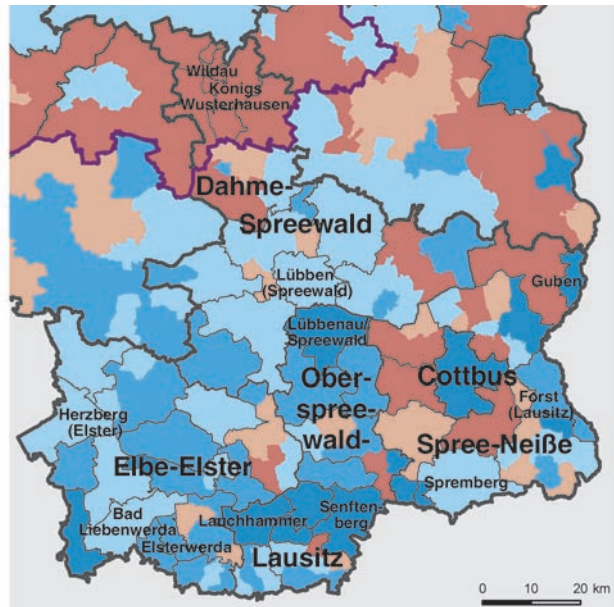 Wildau
Königs
Wusterhausen
Dahme-
Spreewald
Lübben
(Spreewald)
Guben
Lübbenau/
Spreewald
Ober-
spree-
wald-
Cottbus
Forst
(Lausitz)
Herzberg
(Elster)
Elbe-Elster
Spree-Neiße
Spremberg
Bad
Liebenwerda
Lauchhammer
Senften-
berg
Elsterwerda
Lausitz
0 10 20 km